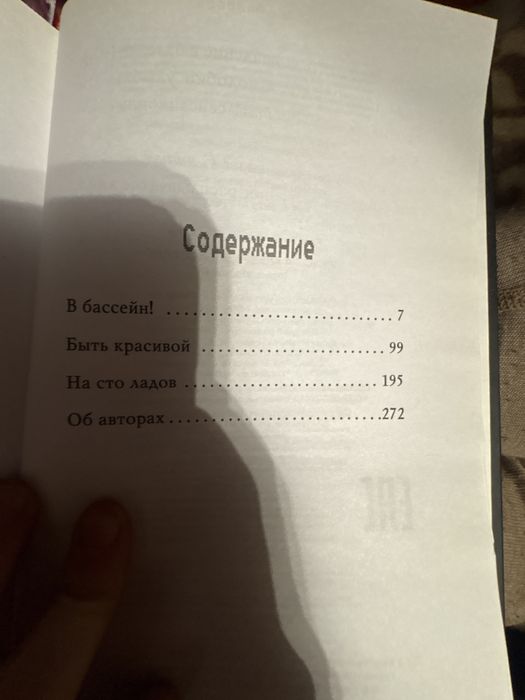 Содержание
В бассейн! . . . . . . . . . . . . . . . . . . . . . . . . . . . 7
Быть красивой . . . . . . . . . . . . . . . . . . . . . . 99
На сто ладов . . . . . . . . . . . . . . . . . . . . . . . 195
Об авторах . . . . . . . . . . . . . . . . . . . . . . . . .272